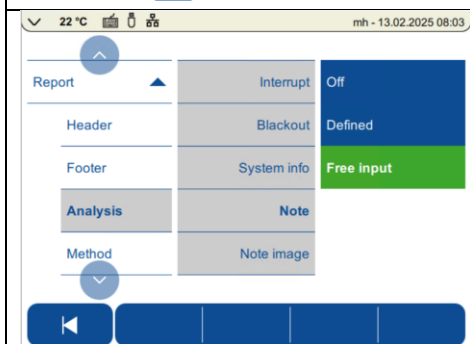 22 °C
mh - 13.02.2025 08:03
Report
Header
Footer
Analysis
Method
Interrupt
Blackout
System info
Note
Note image
Off
Defined
Free input